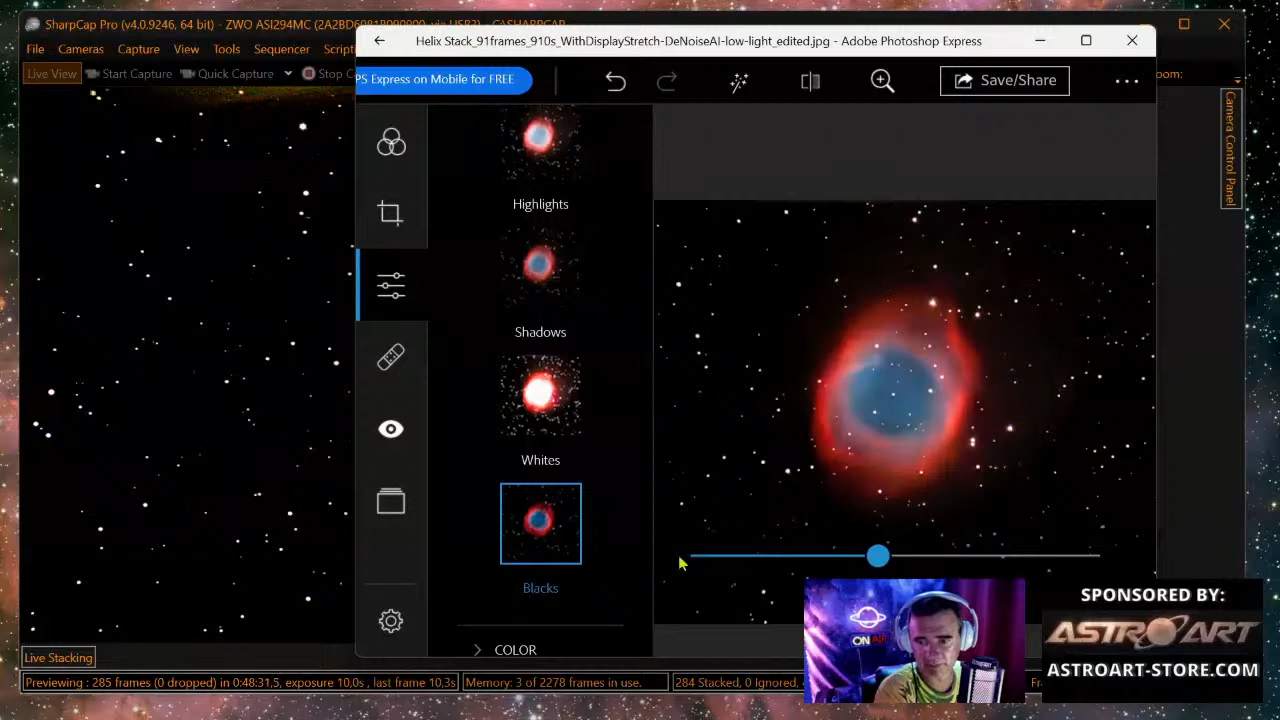 SharpCap Pro (v4.0.9246, 64 bit) - ZWO ASI294MC
File Cameras Capture View Tools Sequencer
Live View Start Capture Quick Capture Stop
Helix Stack_91frames_910s_WithDisplayStretch-DeNoiseAI-low-light_edited.jpg - Adobe Photoshop Express
PS Express on Mobile for FREE
Save/Share
oom:
Camera Control Panel
Highlights
Shadows
Whites
Blacks
COLOR
ON AIR
SPONSORED BY:
ASTROART
ASTROART-STORE.COM
Live Stacking
Previewing : 285 frames (0 dropped) in 0:48:31,5, exposure 10,0s , last frame 10,3s
Memory: 3 of 2278 frames in use.
284 Stacked, 0 Ignored,